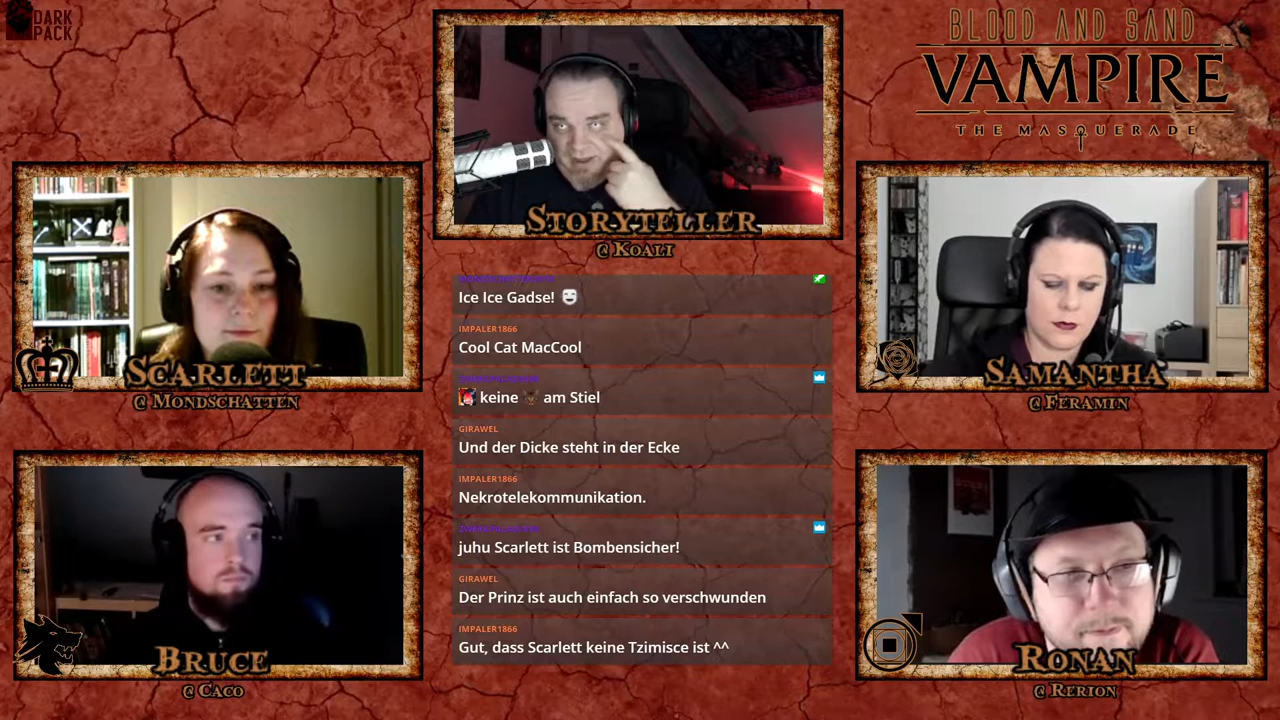 DARK
PACK
BLOOD AND SAND
VAMPIRE
THE MASQUERADE
STORYTELLER
@ KOALI
SCARLETT
@ MONDSCHATTEN
SAMANTHA
@ FERAMIN
Ice Ice Gadse!
IMPALER1866
Cool Cat MacCool
keine am Stiel
GIRAWEL
Und der Dicke steht in der Ecke
IMPALER1866
Nekrotelekommunikation.
juhu Scarlett ist Bombensicher!
GIRAWEL
Der Prinz ist auch einfach so verschwunden
IMPALER1866
Gut, dass Scarlett keine Tzimisce ist ^^
BRUCE
@ CACO
RONAN
@ RERION